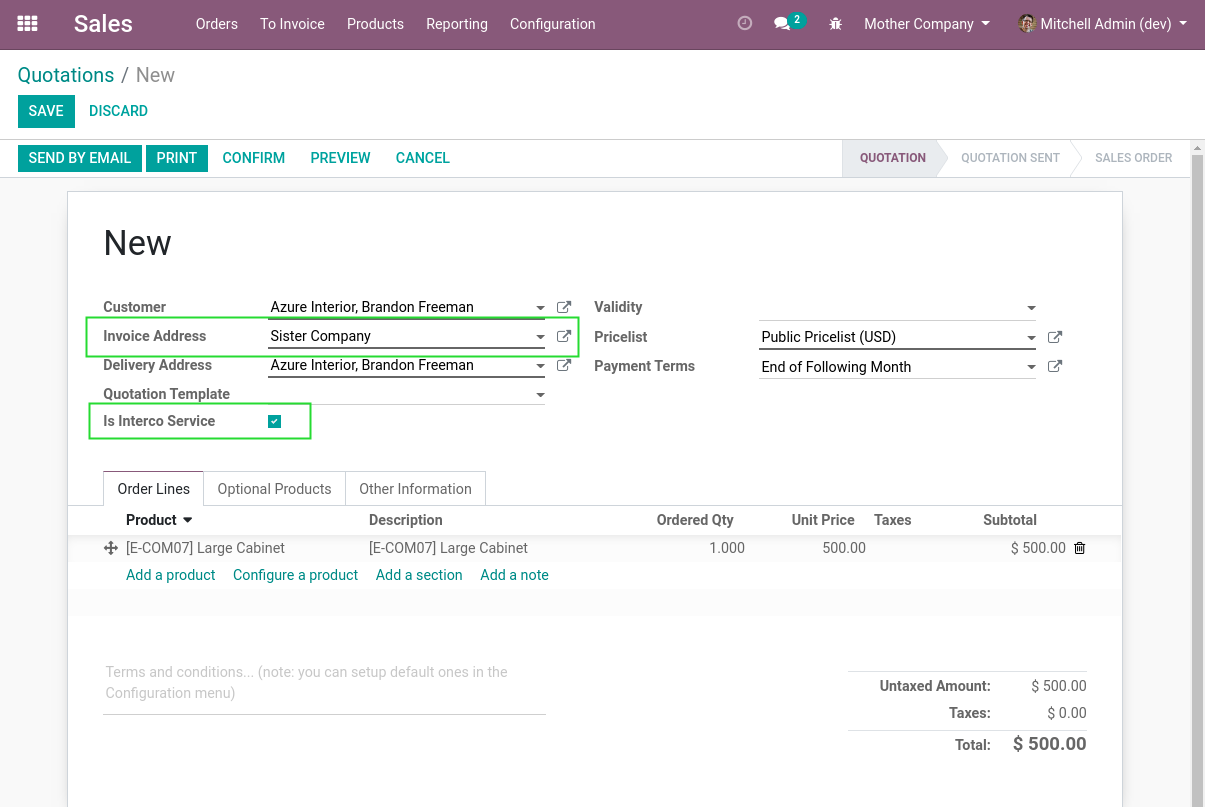 Sales Orders To Invoice Products Reporting Configuration 2 Mother Company Mitchell Admin (dev)
Quotations / New
SAVE DISCARD
SEND BY EMAIL PRINT CONFIRM PREVIEW CANCEL QUOTATION QUOTATION SENT SALES ORDER
New
Customer Azure Interior, Brandon Freeman Validity
Invoice Address Sister Company Pricelist Public Pricelist (USD)
Delivery Address Azure Interior, Brandon Freeman Payment Terms End of Following Month
Quotation Template
Is Interco Service
Order Lines Optional Products Other Information
Product Description Ordered Qty Unit Price Taxes Subtotal
[E-COM07] Large Cabinet [E-COM07] Large Cabinet 1.000 500.00 $ 500.00
Add a product Configure a product Add a section Add a note
Terms and conditions... (note: you can setup default ones in the
Configuration menu)
Untaxed Amount: $ 500.00
Taxes: $ 0.00
Total: $ 500.00